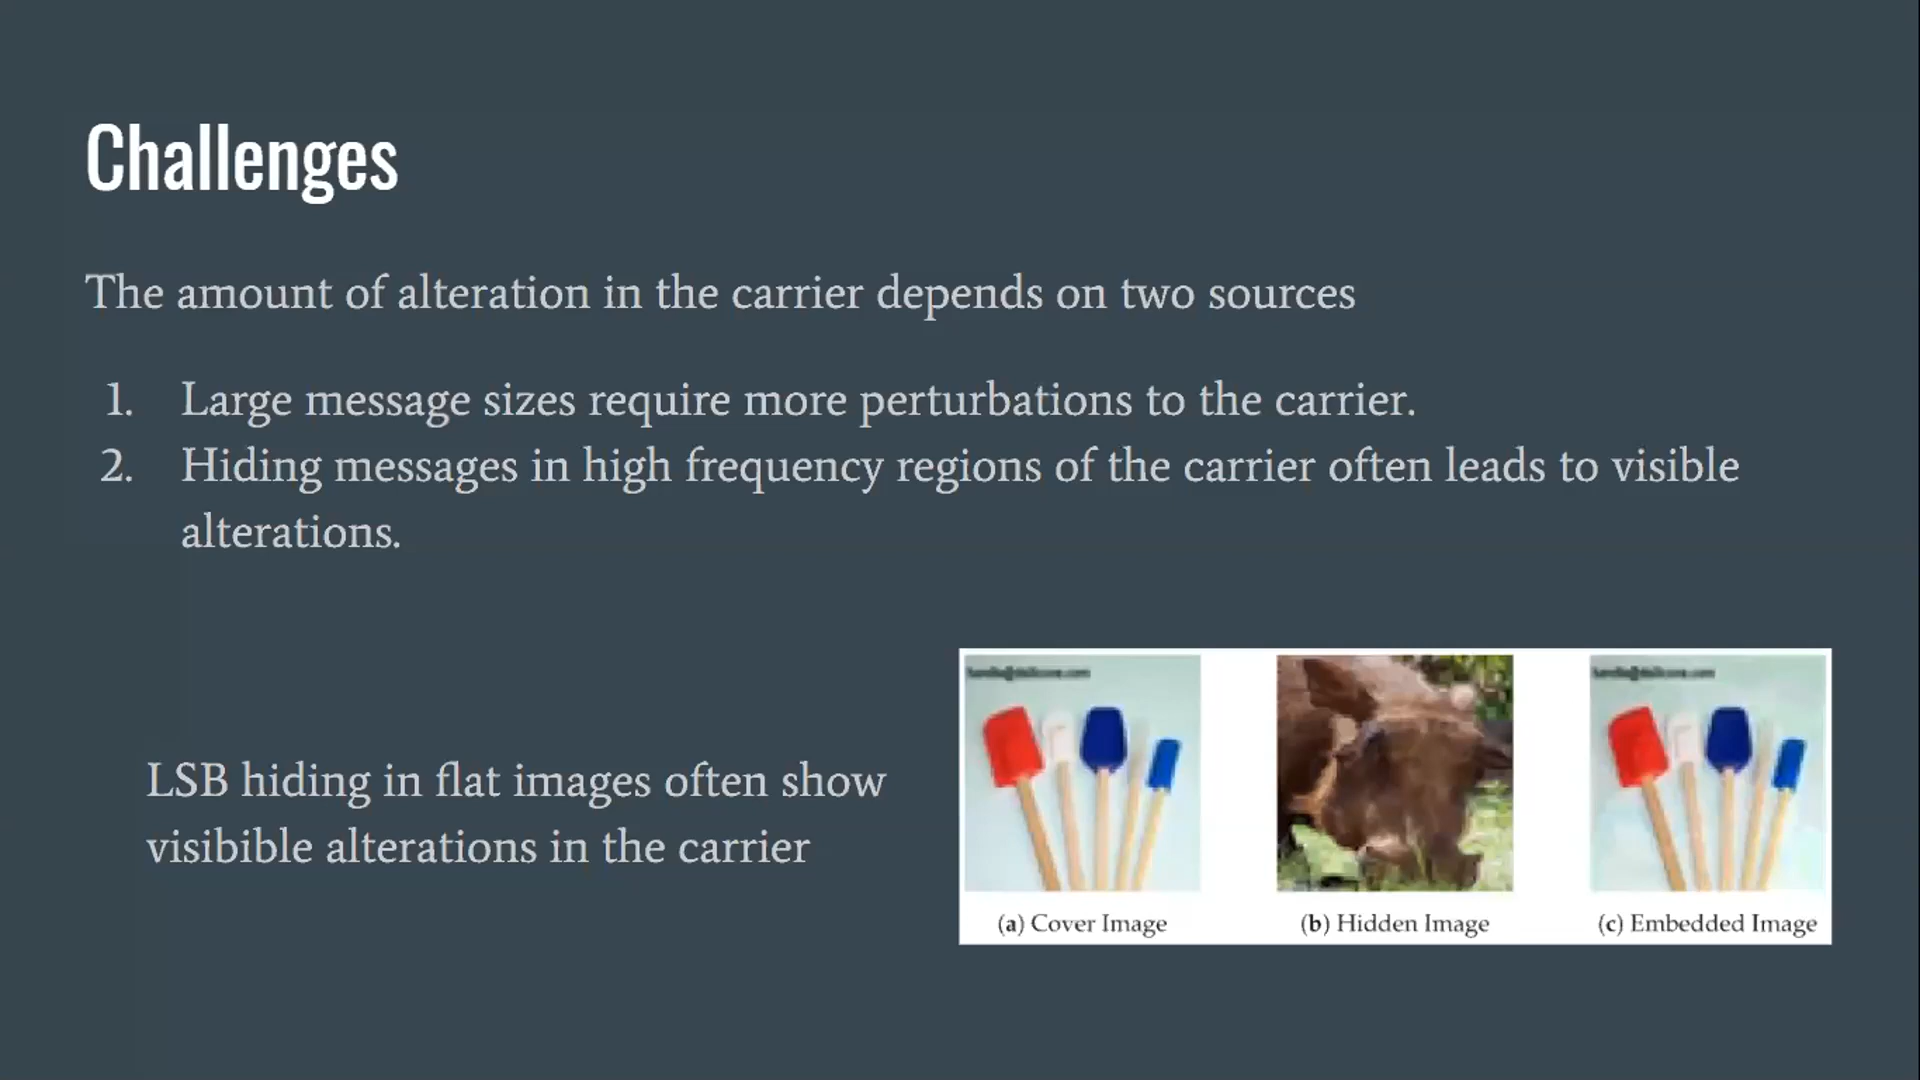 Challenges
The amount of alteration in the carrier depends on two sources
1. Large message sizes require more perturbations to the carrier.
2. Hiding messages in high frequency regions of the carrier often leads to visible
alterations.
LSB hiding in flat images often show
visibible alterations in the carrier
(a) Cover Image
(b) Hidden Image
(c) Embedded Image